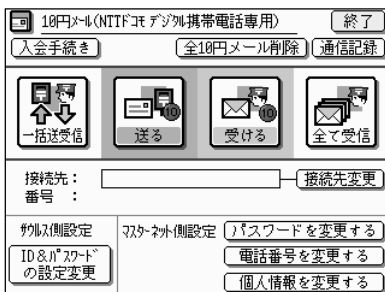 10円ﾒｰﾙ(NTTﾄﾞｺﾓ ﾃﾞｼﾞﾀﾙ携帯電話専用) 終了
入会手続き 全10円メール削除 通信記録
一括送受信 送る 受ける 全て受信
10 10
接続先： 接続先変更
番号 ：
ｻﾞｳﾙｽ側設定 ﾏｽﾀｰﾈｯﾄ側設定 パスワードを変更する
ID＆ﾊﾟｽﾜｰﾄﾞ
の設定変更
電話番号を変更する
個人情報を変更する